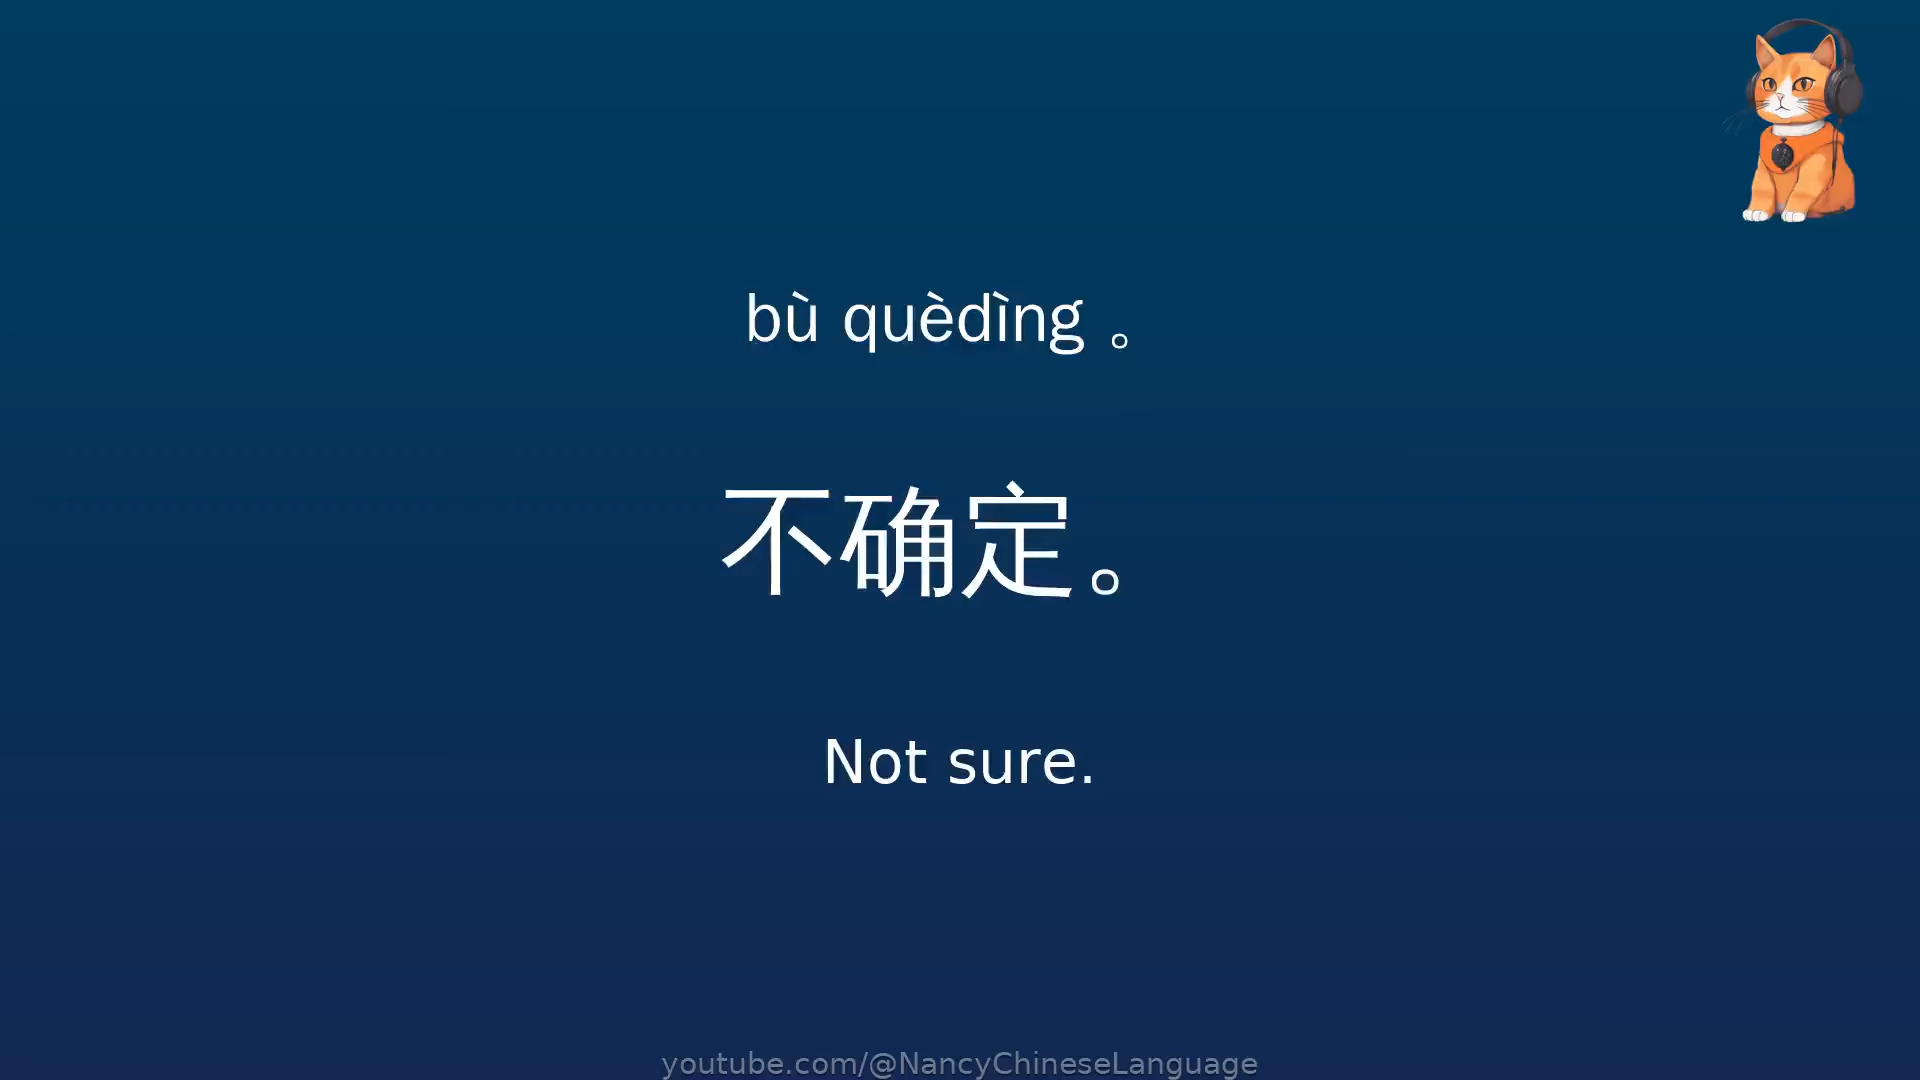 bù quèdìng 。
不确定。
Not sure.
youtube.com/@NancyChineseLanguage